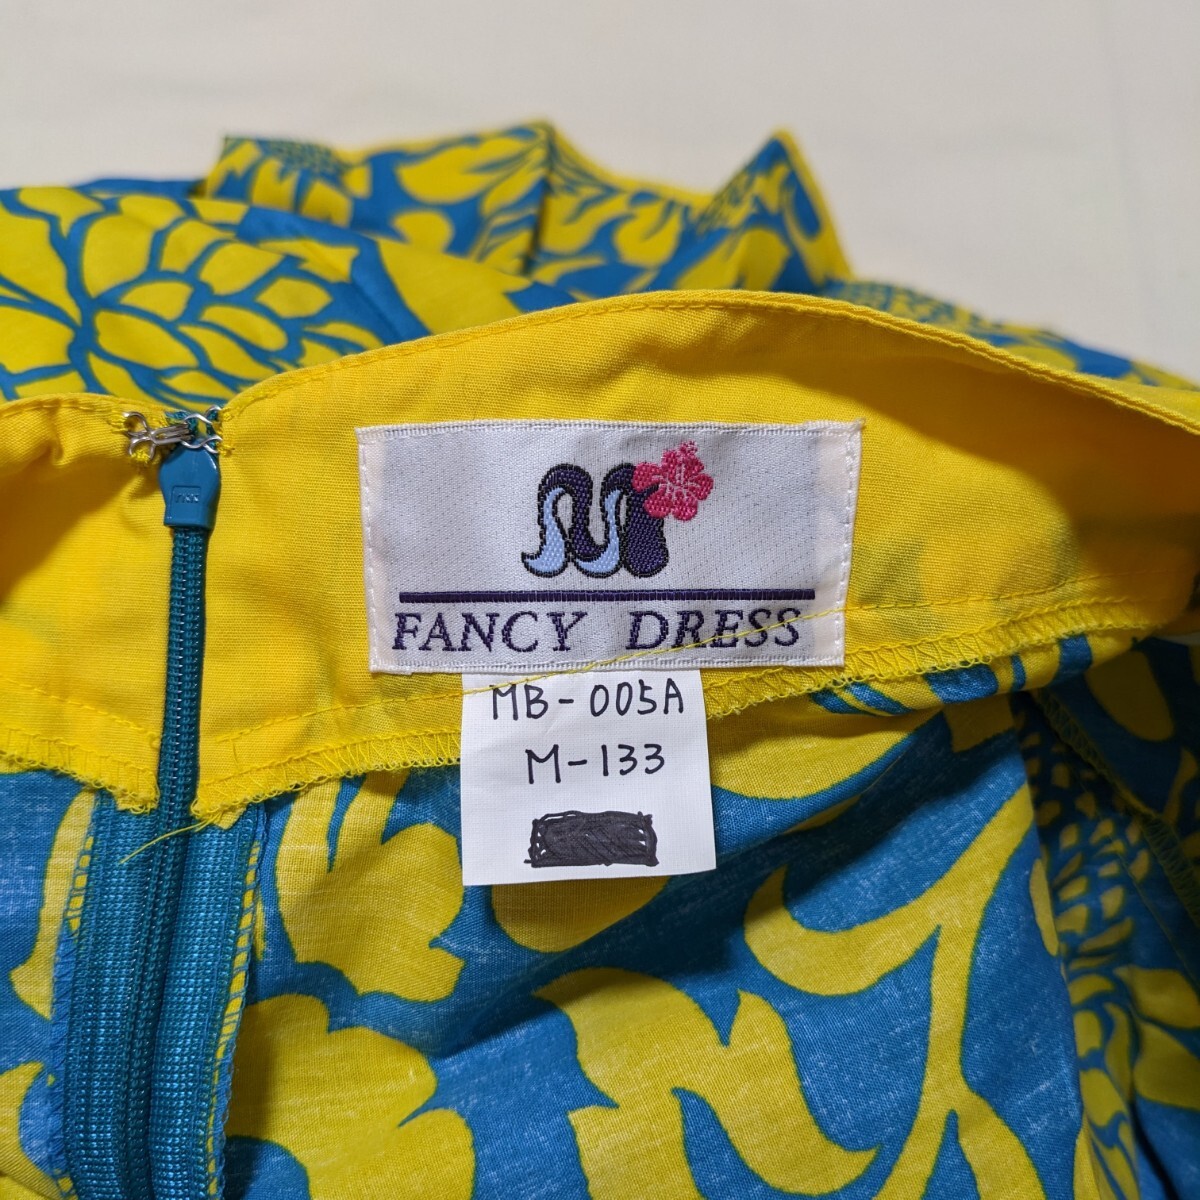 FANCY DRESS
MB-005A
M-133